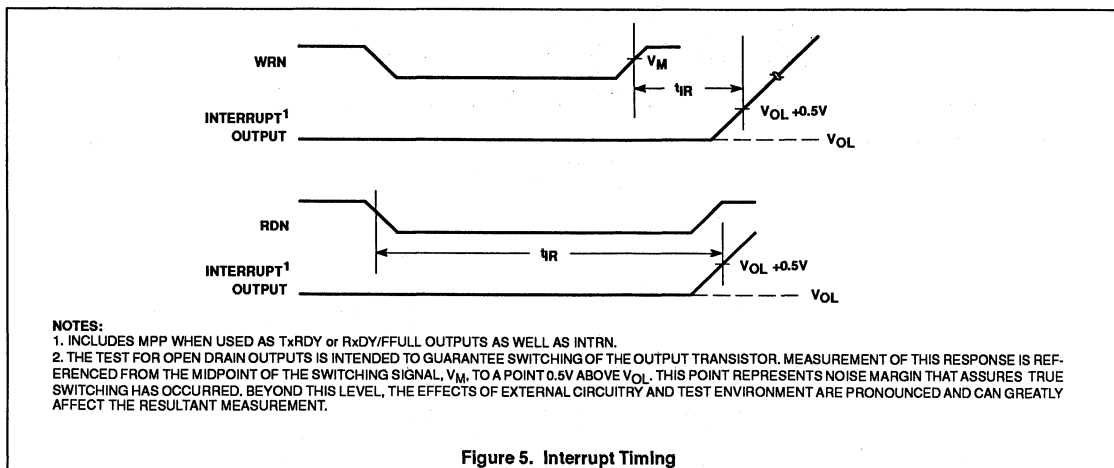 WRN
VM
tIR
INTERRUPT1
OUTPUT
VOL +0.5V
VOL
RDN
tIR
INTERRUPT1
OUTPUT
VOL +0.5V
VOL
NOTES:
1. INCLUDES MPP WHEN USED AS TxRDY or RxDY/FFULL OUTPUTS AS WELL AS INTRN.
2. THE TEST FOR OPEN DRAIN OUTPUTS IS INTENDED TO GUARANTEE SWITCHING OF THE OUTPUT TRANSISTOR. MEASUREMENT OF THIS RESPONSE IS REF-
ERENCED FROM THE MIDPOINT OF THE SWITCHING SIGNAL, VM, TO A POINT 0.5V ABOVE VOL. THIS POINT REPRESENTS NOISE MARGIN THAT ASSURES TRUE
SWITCHING HAS OCCURRED. BEYOND THIS LEVEL, THE EFFECTS OF EXTERNAL CIRCUITRY AND TEST ENVIRONMENT ARE PRONOUNCED AND CAN GREATLY
AFFECT THE RESULTANT MEASUREMENT.
Figure 5. Interrupt Timing